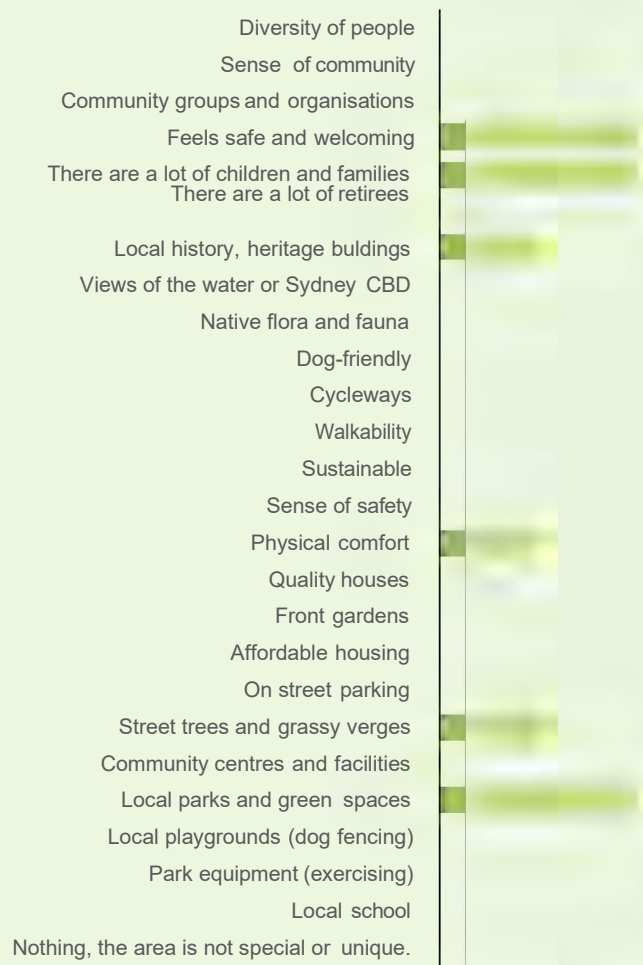 Diversity of people
Sense of community
Community groups and organisations
Feels safe and welcoming
There are a lot of children and families
There are a lot of retirees
Local history, heritage buldings
Views of the water or Sydney CBD
Native flora and fauna
Dog-friendly
Cycleways
Walkability
Sustainable
Sense of safety
Physical comfort
Quality houses
Front gardens
Affordable housing
On street parking
Street trees and grassy verges
Community centres and facilities
Local parks and green spaces
Local playgrounds (dog fencing)
Park equipment (exercising)
Local school
Nothing, the area is not special or unique.